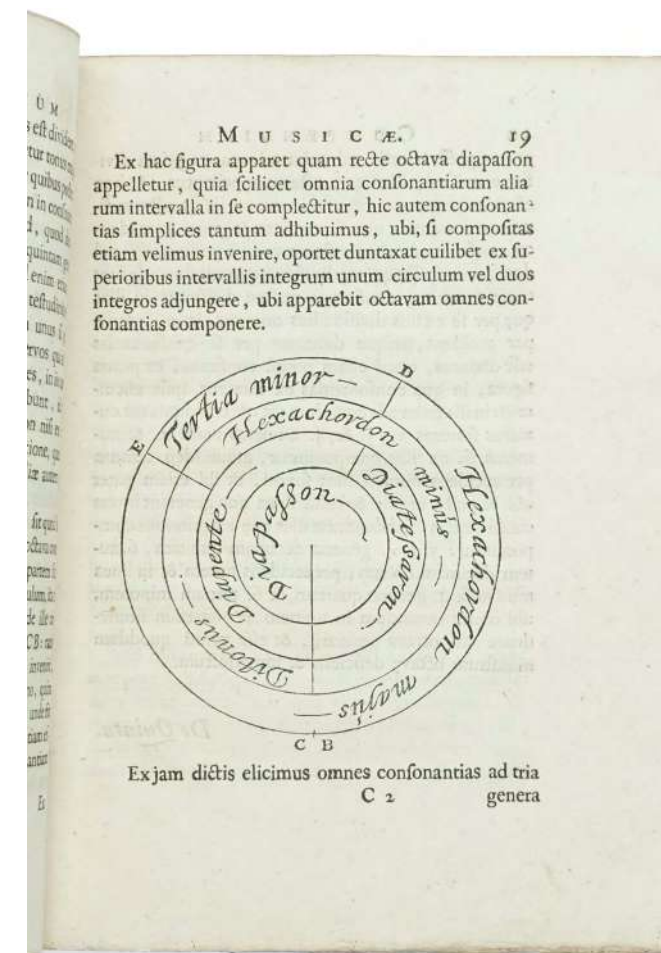 MUSICÆ. 19
Ex hac figura apparet quam recte octava diapasſon
appelletur, quia ſcilicet omnia conſonantiarum alia
rum intervalla in ſe complectitur, hic autem conſonan-
tias ſimplices tantum adhibuimus, ubi, ſi compoſitas
etiam velimus invenire, oportet duntaxat cuilibet ex ſu-
perioribus intervallis integrum unum circulum vel duos
integros adjungere, ubi apparebit octavam omnes con-
ſonantias componere.
D
E
Tertia minor
Hexachordon minus
Hexachordon majus
Diapente
Diatesſaron
Ditonus
Diapasſon
C B
Ex jam dictis elicimus omnes conſonantias ad tria
C 2 genera